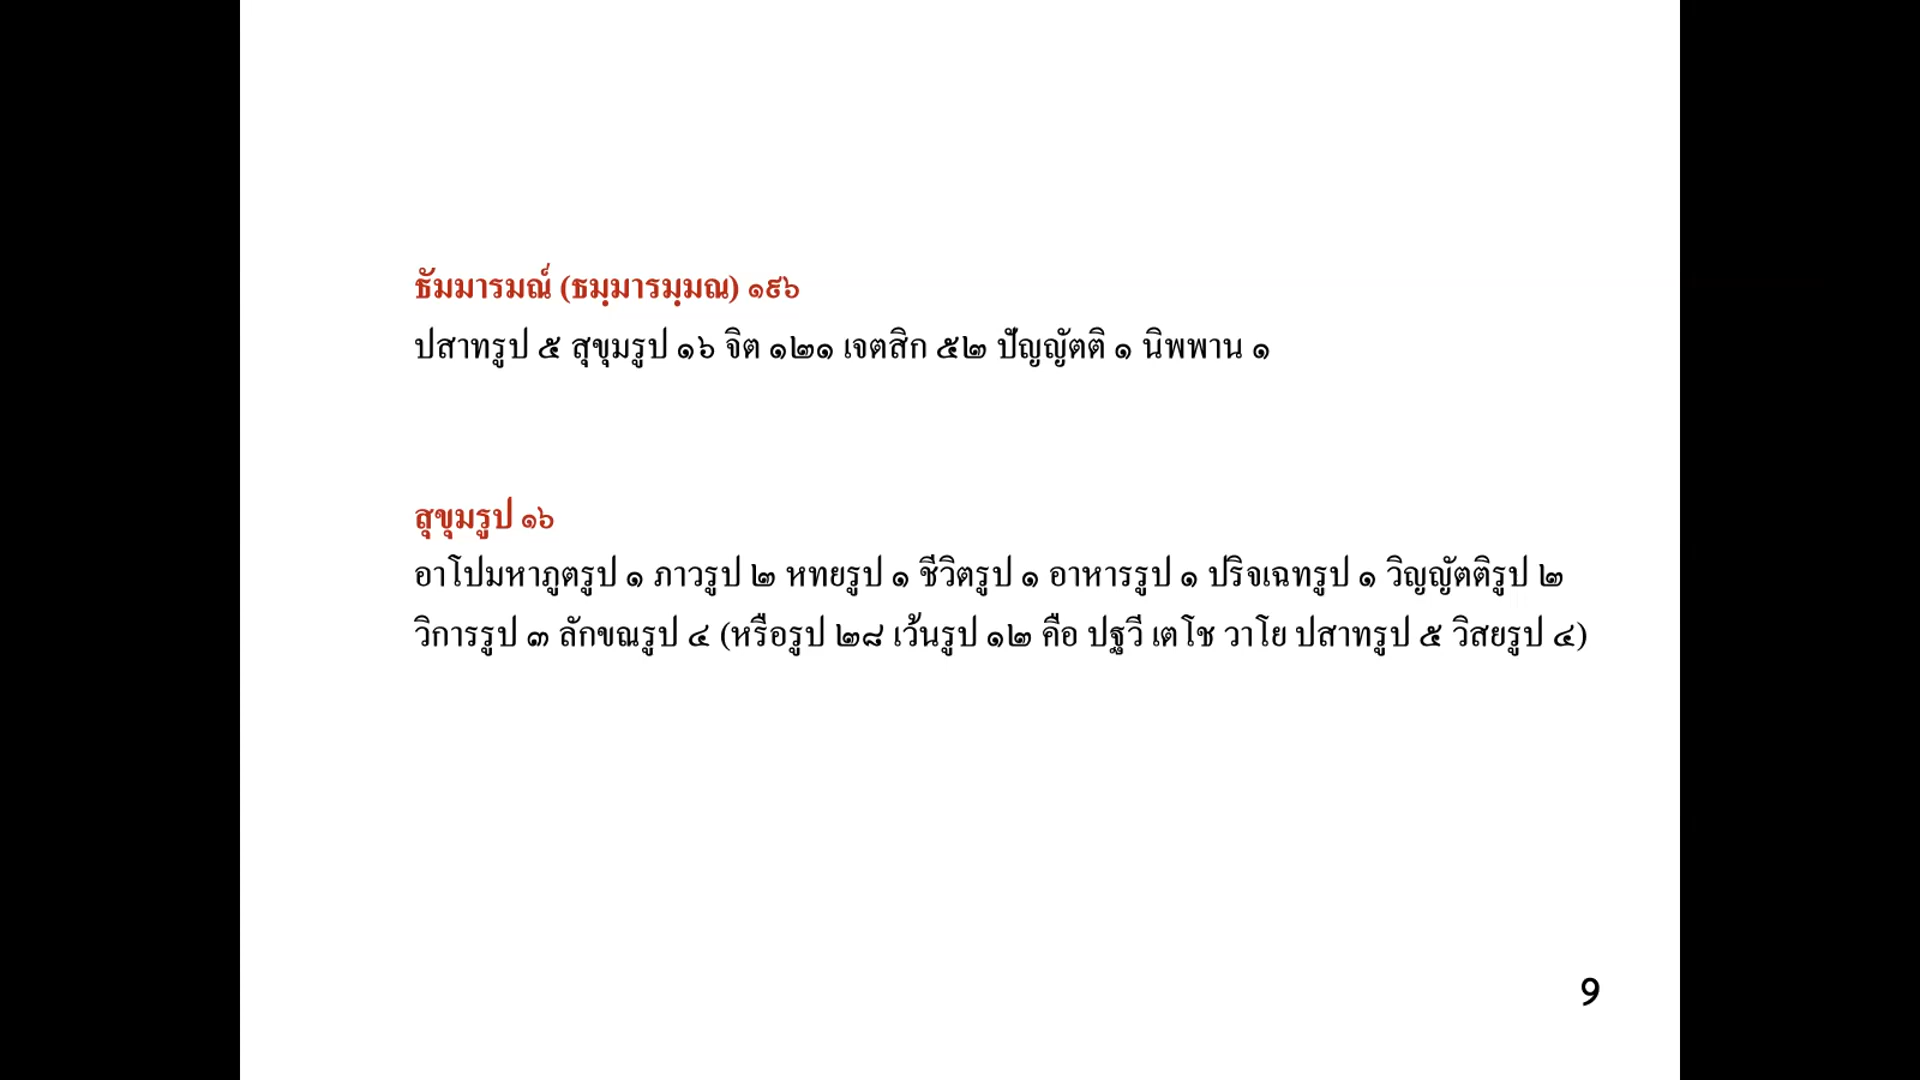 ธัมมารมณ์ (ธมฺมารมฺมณ) ๑๙๖
ปสาทรูป ๕ สุขุมรูป ๑๖ จิต ๑๒๑ เจตสิก ๕๒ ปัญญัตติ ๑ นิพพาน ๑
สุขุมรูป ๑๖
อาโปมหาภูตรูป ๑ ภาวรูป ๒ หทยรูป ๑ ชีวิตรูป ๑ อาหารรูป ๑ ปริจเฉทรูป ๑ วิญญัตติรูป ๒
วิการรูป ๓ ลักขณรูป ๔ (หรือรูป ๒๘ เว้นรูป ๑๒ คือ ปฐวี เตโช วาโย ปสาทรูป ๕ วิสยรูป ๔)
9